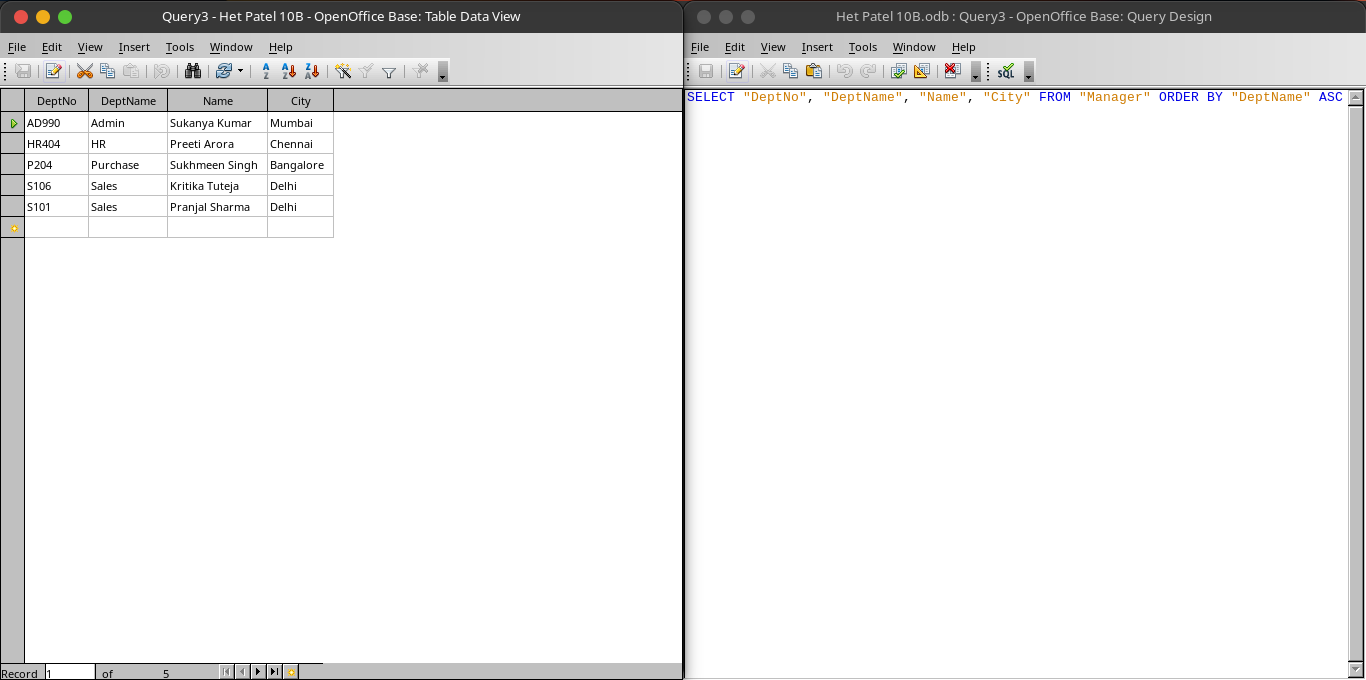 Query3 - Het Patel 10B - OpenOffice Base: Table Data View
File Edit View Insert Tools Window Help
DeptNo DeptName Name City
AD990 Admin Sukanya Kumar Mumbai
HR404 HR Preeti Arora Chennai
P204 Purchase Sukhmeen Singh Bangalore
S106 Sales Kritika Tuteja Delhi
S101 Sales Pranjal Sharma Delhi
Record 1 of 5
Het Patel 10B.odb : Query3 - OpenOffice Base: Query Design
File Edit View Insert Tools Window Help
SQL
SELECT "DeptNo", "DeptName", "Name", "City" FROM "Manager" ORDER BY "DeptName" ASC